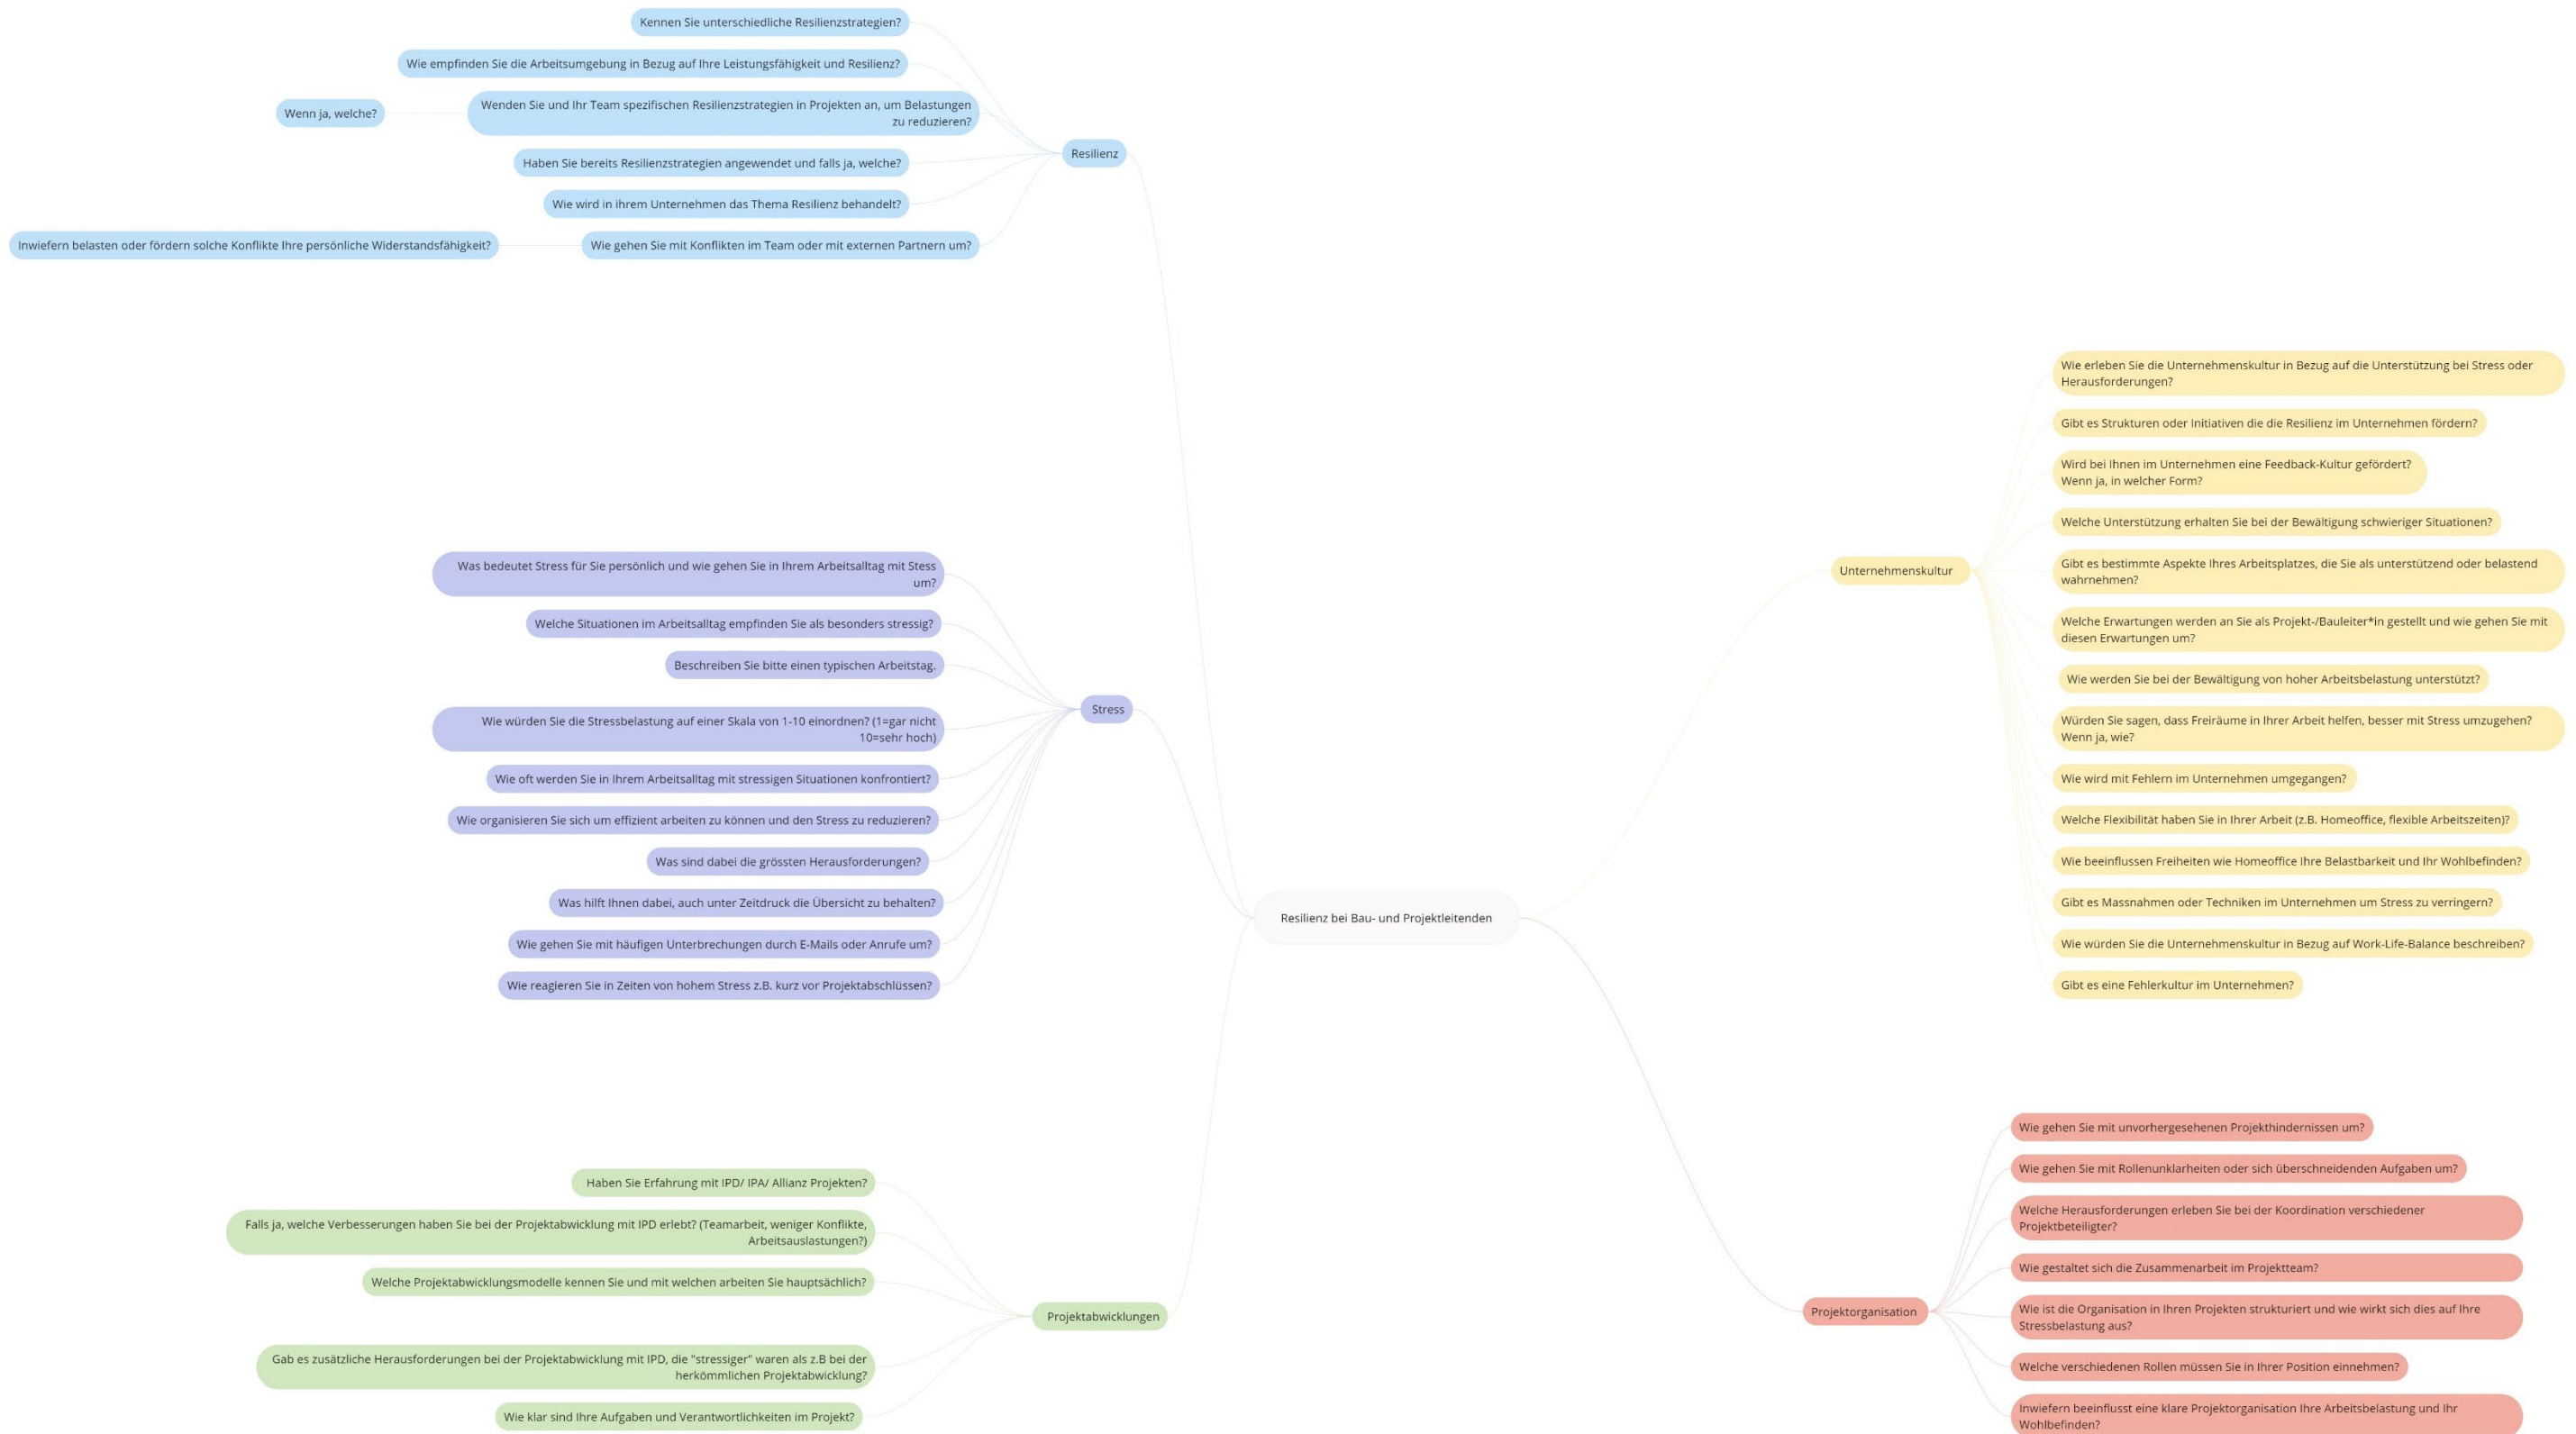 Kennen Sie unterschiedliche Resilienzstrategien?
Wie empfinden Sie die Arbeitsumgebung in Bezug auf Ihre Leistungsfähigkeit und Resilienz?
Wenden Sie und Ihr Team spezifischen Resilienzstrategien in Projekten an, um Belastungen
zu reduzieren?
Wenn ja, welche?
Haben Sie bereits Resilienzstrategien angewendet und falls ja, welche?
Wie wird in ihrem Unternehmen das Thema Resilienz behandelt?
Wie gehen Sie mit Konflikten im Team oder mit externen Partnern um?
Inwiefern belasten oder fördern solche Konflikte Ihre persönliche Widerstandsfähigkeit?
Resilienz
Was bedeutet Stress für Sie persönlich und wie gehen Sie in Ihrem Arbeitsalltag mit Stess
um?
Welche Situationen im Arbeitsalltag empfinden Sie als besonders stressig?
Beschreiben Sie bitte einen typischen Arbeitstag.
Wie würden Sie die Stressbelastung auf einer Skala von 1-10 einordnen? (1=gar nicht
10=sehr hoch)
Wie oft werden Sie in Ihrem Arbeitsalltag mit stressigen Situationen konfrontiert?
Wie organisieren Sie sich um effizient arbeiten zu können und den Stress zu reduzieren?
Was sind dabei die grössten Herausforderungen?
Was hilft Ihnen dabei, auch unter Zeitdruck die Übersicht zu behalten?
Wie gehen Sie mit häufigen Unterbrechungen durch E-Mails oder Anrufe um?
Wie reagieren Sie in Zeiten von hohem Stress z.B. kurz vor Projektabschlüssen?
Stress
Haben Sie Erfahrung mit IPD/ IPA/ Allianz Projekten?
Falls ja, welche Verbesserungen haben Sie bei der Projektabwicklung mit IPD erlebt? (Teamarbeit, weniger Konflikte,
Arbeitsauslastungen?)
Welche Projektabwicklungsmodelle kennen Sie und mit welchen arbeiten Sie hauptsächlich?
Gab es zusätzliche Herausforderungen bei der Projektabwicklung mit IPD, die "stressiger" waren als z.B bei der
herkömmlichen Projektabwicklung?
Wie klar sind Ihre Aufgaben und Verantwortlichkeiten im Projekt?
Projektabwicklungen
Resilienz bei Bau- und Projektleitenden
Unternehmenskultur
Wie erleben Sie die Unternehmenskultur in Bezug auf die Unterstützung bei Stress oder
Herausforderungen?
Gibt es Strukturen oder Initiativen die die Resilienz im Unternehmen fördern?
Wird bei Ihnen im Unternehmen eine Feedback-Kultur gefördert?
Wenn ja, in welcher Form?
Welche Unterstützung erhalten Sie bei der Bewältigung schwieriger Situationen?
Gibt es bestimmte Aspekte Ihres Arbeitsplatzes, die Sie als unterstützend oder belastend
wahrnehmen?
Welche Erwartungen werden an Sie als Projekt-/Bauleiter*in gestellt und wie gehen Sie mit
diesen Erwartungen um?
Wie werden Sie bei der Bewältigung von hoher Arbeitsbelastung unterstützt?
Würden Sie sagen, dass Freiräume in Ihrer Arbeit helfen, besser mit Stress umzugehen?
Wenn ja, wie?
Wie wird mit Fehlern im Unternehmen umgegangen?
Welche Flexibilität haben Sie in Ihrer Arbeit (z.B. Homeoffice, flexible Arbeitszeiten)?
Wie beeinflussen Freiheiten wie Homeoffice Ihre Belastbarkeit und Ihr Wohlbefinden?
Gibt es Massnahmen oder Techniken im Unternehmen um Stress zu verringern?
Wie würden Sie die Unternehmenskultur in Bezug auf Work-Life-Balance beschreiben?
Gibt es eine Fehlerkultur im Unternehmen?
Projektorganisation
Wie gehen Sie mit unvorhergesehenen Projekthindernissen um?
Wie gehen Sie mit Rollenunklarheiten oder sich überschneidenden Aufgaben um?
Welche Herausforderungen erleben Sie bei der Koordination verschiedener
Projektbeteiligter?
Wie gestaltet sich die Zusammenarbeit im Projektteam?
Wie ist die Organisation in Ihren Projekten strukturiert und wie wirkt sich dies auf Ihre
Stressbelastung aus?
Welche verschiedenen Rollen müssen Sie in Ihrer Position einnehmen?
Inwiefern beeinflusst eine klare Projektorganisation Ihre Arbeitsbelastung und Ihr
Wohlbefinden?